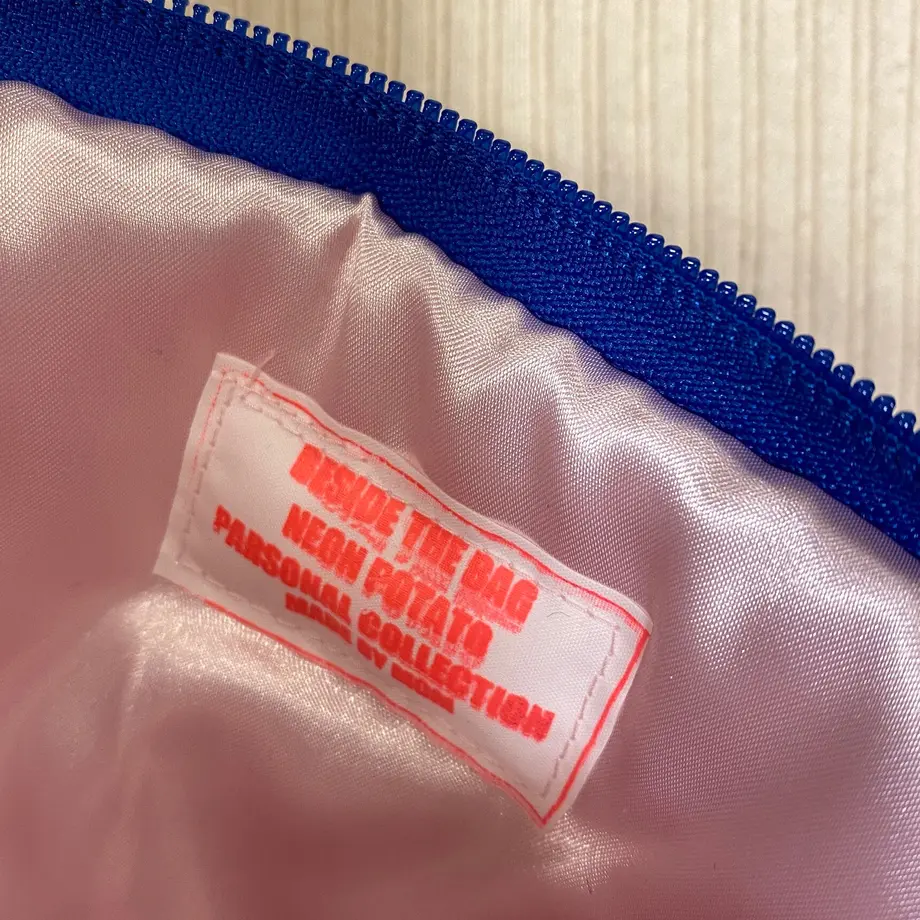 BESIDE THE BAG
NEON POTATO
PARSONAL COLLECTION
MADE BY MOM